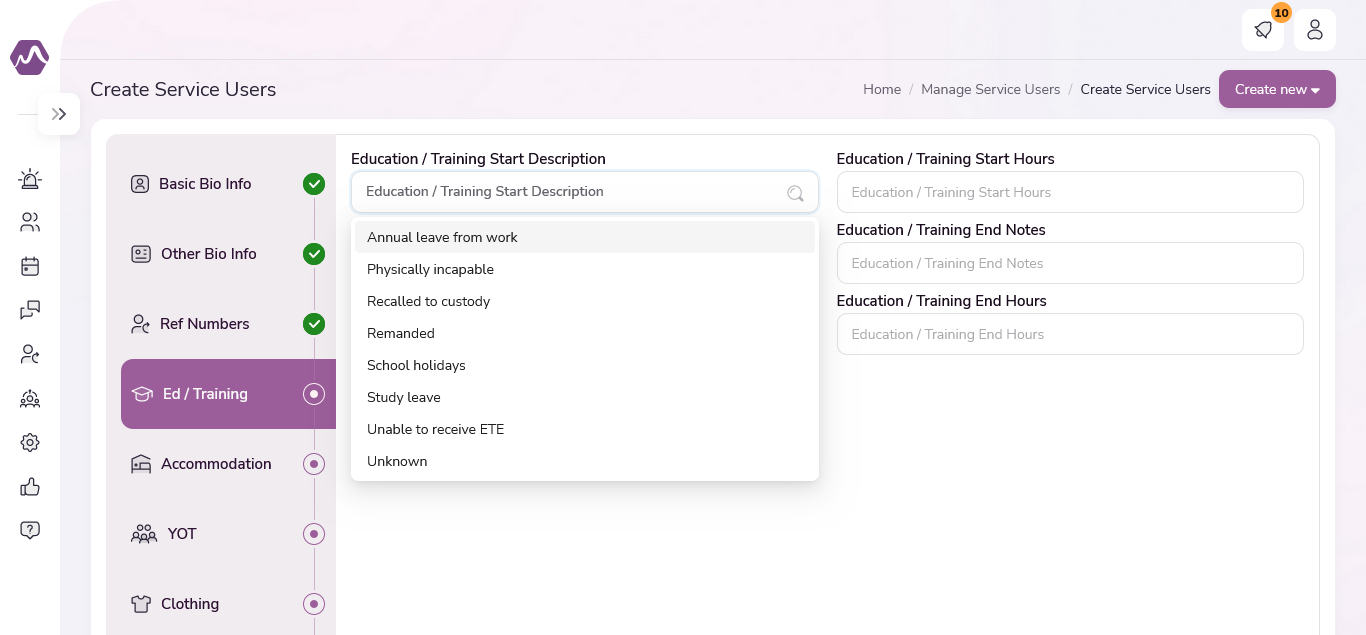 10
Create Service Users
Home / Manage Service Users / Create Service Users
Create new
Basic Bio Info
Other Bio Info
Ref Numbers
Ed / Training
Accommodation
YOT
Clothing
Education / Training Start Description
Education / Training Start Description
Annual leave from work
Physically incapable
Recalled to custody
Remanded
School holidays
Study leave
Unable to receive ETE
Unknown
Education / Training Start Hours
Education / Training Start Hours
Education / Training End Notes
Education / Training End Notes
Education / Training End Hours
Education / Training End Hours